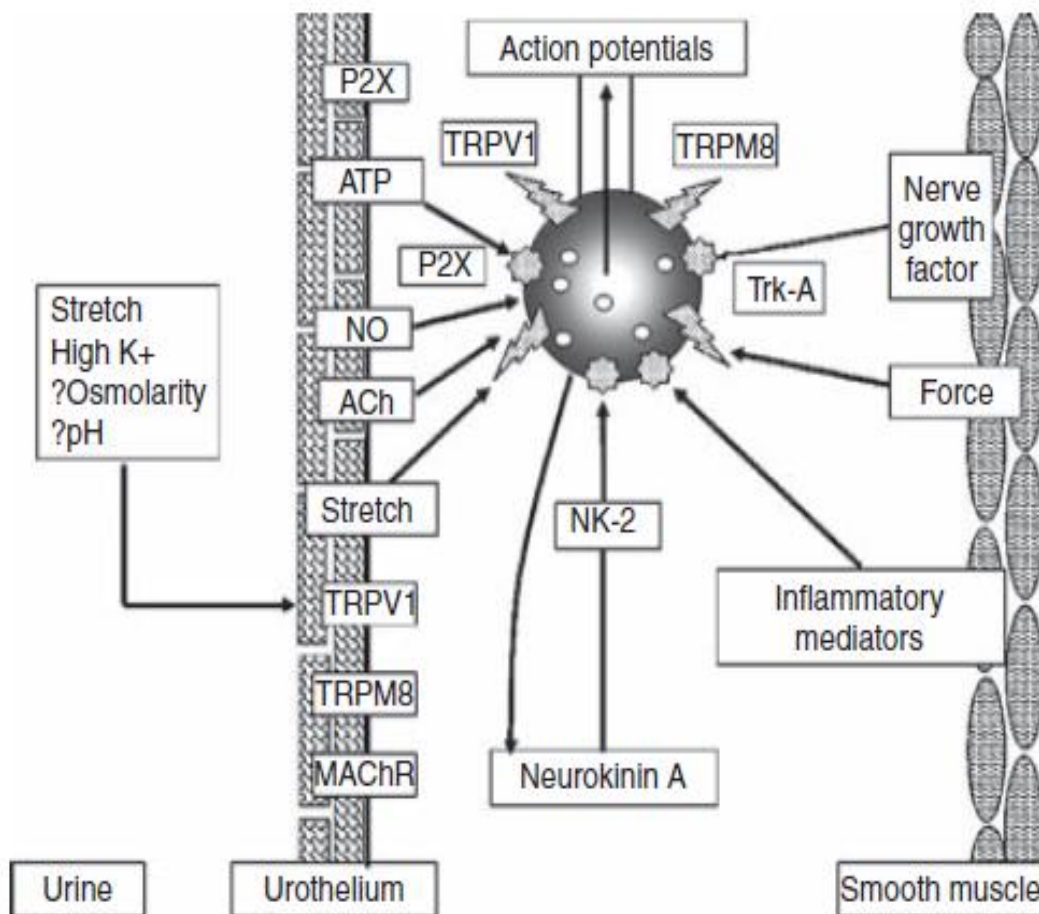 Action potentials
P2X
TRPV1
TRPM8
ATP
Nerve
growth
factor
P2X
Trk-A
Stretch
High K+
?Osmolarity
?pH
NO
ACh
Force
Stretch
NK-2
TRPV1
Inflammatory
mediators
TRPM8
MAChR
Neurokinin A
Urine
Urothelium
Smooth muscle